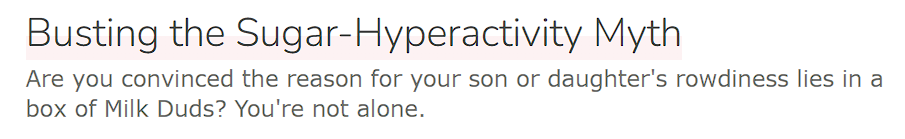 Busting the Sugar-Hyperactivity Myth
Are you convinced the reason for your son or daughter's rowdiness lies in a
box of Milk Duds? You're not alone.